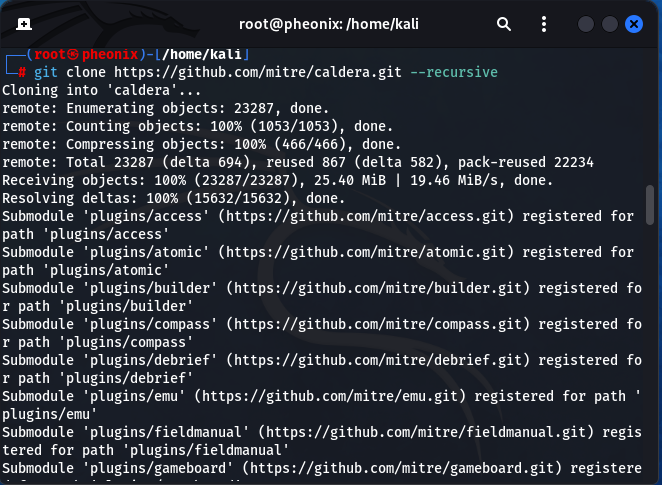 root@pheonix: /home/kali
┌──(root㉿pheonix)-[/home/kali]
└─# git clone https://github.com/mitre/caldera.git --recursive
Cloning into 'caldera'...
remote: Enumerating objects: 23287, done.
remote: Counting objects: 100% (1053/1053), done.
remote: Compressing objects: 100% (466/466), done.
remote: Total 23287 (delta 694), reused 867 (delta 582), pack-reused 22234
Receiving objects: 100% (23287/23287), 25.40 MiB | 19.46 MiB/s, done.
Resolving deltas: 100% (15632/15632), done.
Submodule 'plugins/access' (https://github.com/mitre/access.git) registered for
path 'plugins/access'
Submodule 'plugins/atomic' (https://github.com/mitre/atomic.git) registered for
path 'plugins/atomic'
Submodule 'plugins/builder' (https://github.com/mitre/builder.git) registered fo
r path 'plugins/builder'
Submodule 'plugins/compass' (https://github.com/mitre/compass.git) registered fo
r path 'plugins/compass'
Submodule 'plugins/debrief' (https://github.com/mitre/debrief.git) registered fo
r path 'plugins/debrief'
Submodule 'plugins/emu' (https://github.com/mitre/emu.git) registered for path '
plugins/emu'
Submodule 'plugins/fieldmanual' (https://github.com/mitre/fieldmanual.git) regis
tered for path 'plugins/fieldmanual'
Submodule 'plugins/gameboard' (https://github.com/mitre/gameboard.git) registere